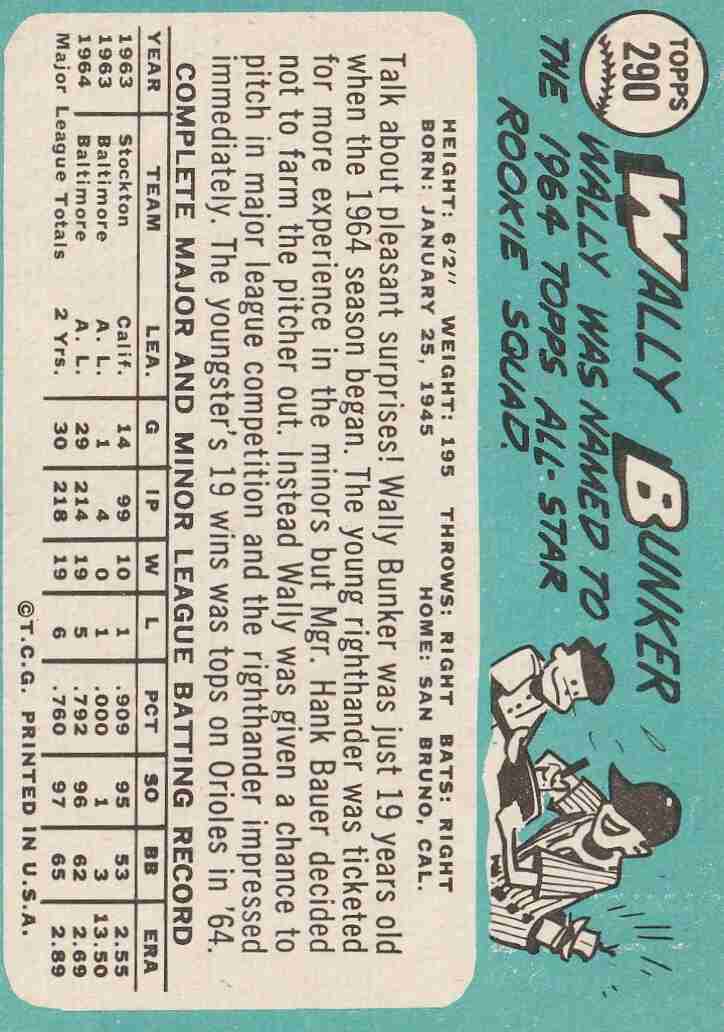 TOPPS
290
WALLY BUNKER
WALLY WAS NAMED TO
THE 1964 TOPPS ALL-STAR
ROOKIE SQUAD.
HEIGHT: 6'2" WEIGHT: 195 THROWS: RIGHT BATS: RIGHT
BORN: JANUARY 25, 1945 HOME: SAN BRUNO, CAL.
Talk about pleasant surprises! Wally Bunker was just 19 years old
when the 1964 season began. The young righthander was ticketed
for more experience in the minors but Mgr. Hank Bauer decided
not to farm the pitcher out. Instead Wally was given a chance to
pitch in major league competition and the righthander impressed
immediately. The youngster's 19 wins was tops on Orioles in '64.
COMPLETE MAJOR AND MINOR LEAGUE BATTING RECORD
YEAR TEAM LEA. G IP W L PCT SO BB ERA
1963 Stockton Calif. 14 99 10 1 .909 95 53 2.55
1963 Baltimore A. L. 1 4 0 1 .000 1 3 13.50
1964 Baltimore A. L. 29 214 19 5 .792 96 62 2.69
Major League Totals 2 Yrs. 30 218 19 6 .760 97 65 2.89
©T.C.G. PRINTED IN U.S.A.